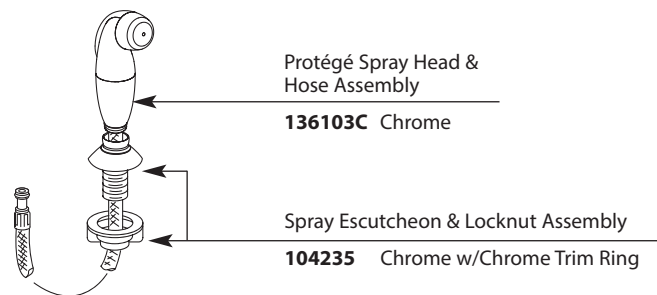 Protégé Spray Head &
Hose Assembly
136103C Chrome
Spray Escutcheon & Locknut Assembly
104235 Chrome w/Chrome Trim Ring